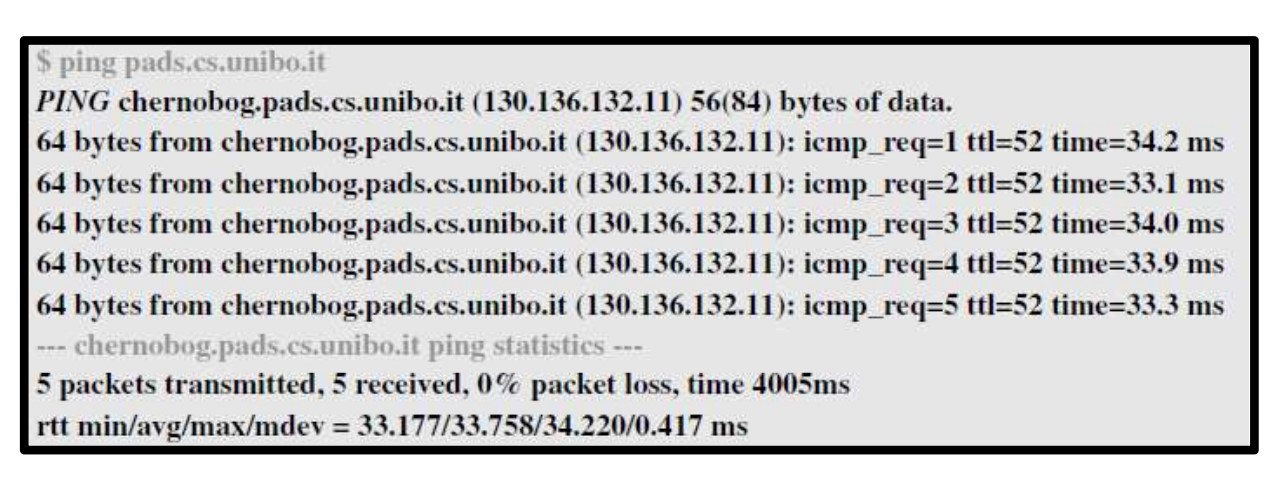 $ ping pads.cs.unibo.it
PING chernobog.pads.cs.unibo.it (130.136.132.11) 56(84) bytes of data.
64 bytes from chernobog.pads.cs.unibo.it (130.136.132.11): icmp_req=1 ttl=52 time=34.2 ms
64 bytes from chernobog.pads.cs.unibo.it (130.136.132.11): icmp_req=2 ttl=52 time=33.1 ms
64 bytes from chernobog.pads.cs.unibo.it (130.136.132.11): icmp_req=3 ttl=52 time=34.0 ms
64 bytes from chernobog.pads.cs.unibo.it (130.136.132.11): icmp_req=4 ttl=52 time=33.9 ms
64 bytes from chernobog.pads.cs.unibo.it (130.136.132.11): icmp_req=5 ttl=52 time=33.3 ms
--- chernobog.pads.cs.unibo.it ping statistics ---
5 packets transmitted, 5 received, 0% packet loss, time 4005ms
rtt min/avg/max/mdev = 33.177/33.758/34.220/0.417 ms